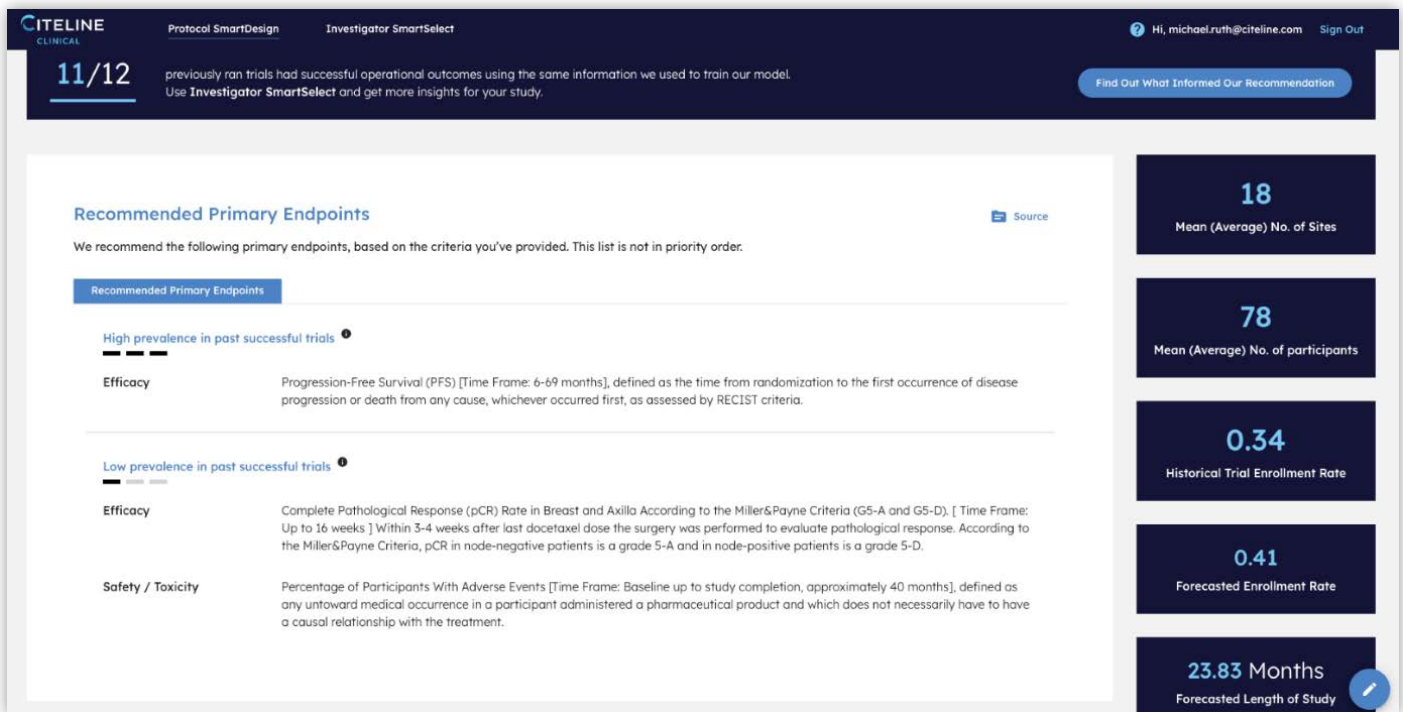 CITELINE
CLINICAL
Protocol SmartDesign
Investigator SmartSelect
? Hi, michael.ruth@citeline.com
Sign Out
11/12
previously ran trials had successful operational outcomes using the same information we used to train our model.
Use Investigator SmartSelect and get more insights for your study.
Find Out What Informed Our Recommendation
Recommended Primary Endpoints
Source
We recommend the following primary endpoints, based on the criteria you've provided. This list is not in priority order.
Recommended Primary Endpoints
High prevalence in past successful trials
Efficacy
Progression-Free Survival (PFS) [Time Frame: 6-69 months], defined as the time from randomization to the first occurrence of disease
progression or death from any cause, whichever occurred first, as assessed by RECIST criteria.
Low prevalence in past successful trials
Efficacy
Complete Pathological Response (pCR) Rate in Breast and Axilla According to the Miller&Payne Criteria (G5-A and G5-D). [ Time Frame:
Up to 16 weeks ] Within 3-4 weeks after last docetaxel dose the surgery was performed to evaluate pathological response. According to
the Miller&Payne Criteria, pCR in node-negative patients is a grade 5-A and in node-positive patients is a grade 5-D.
Safety / Toxicity
Percentage of Participants With Adverse Events [Time Frame: Baseline up to study completion, approximately 40 months], defined as
any untoward medical occurrence in a participant administered a pharmaceutical product and which does not necessarily have to have
a causal relationship with the treatment.
18
Mean (Average) No. of Sites
78
Mean (Average) No. of participants
0.34
Historical Trial Enrollment Rate
0.41
Forecasted Enrollment Rate
23.83 Months
Forecasted Length of Study